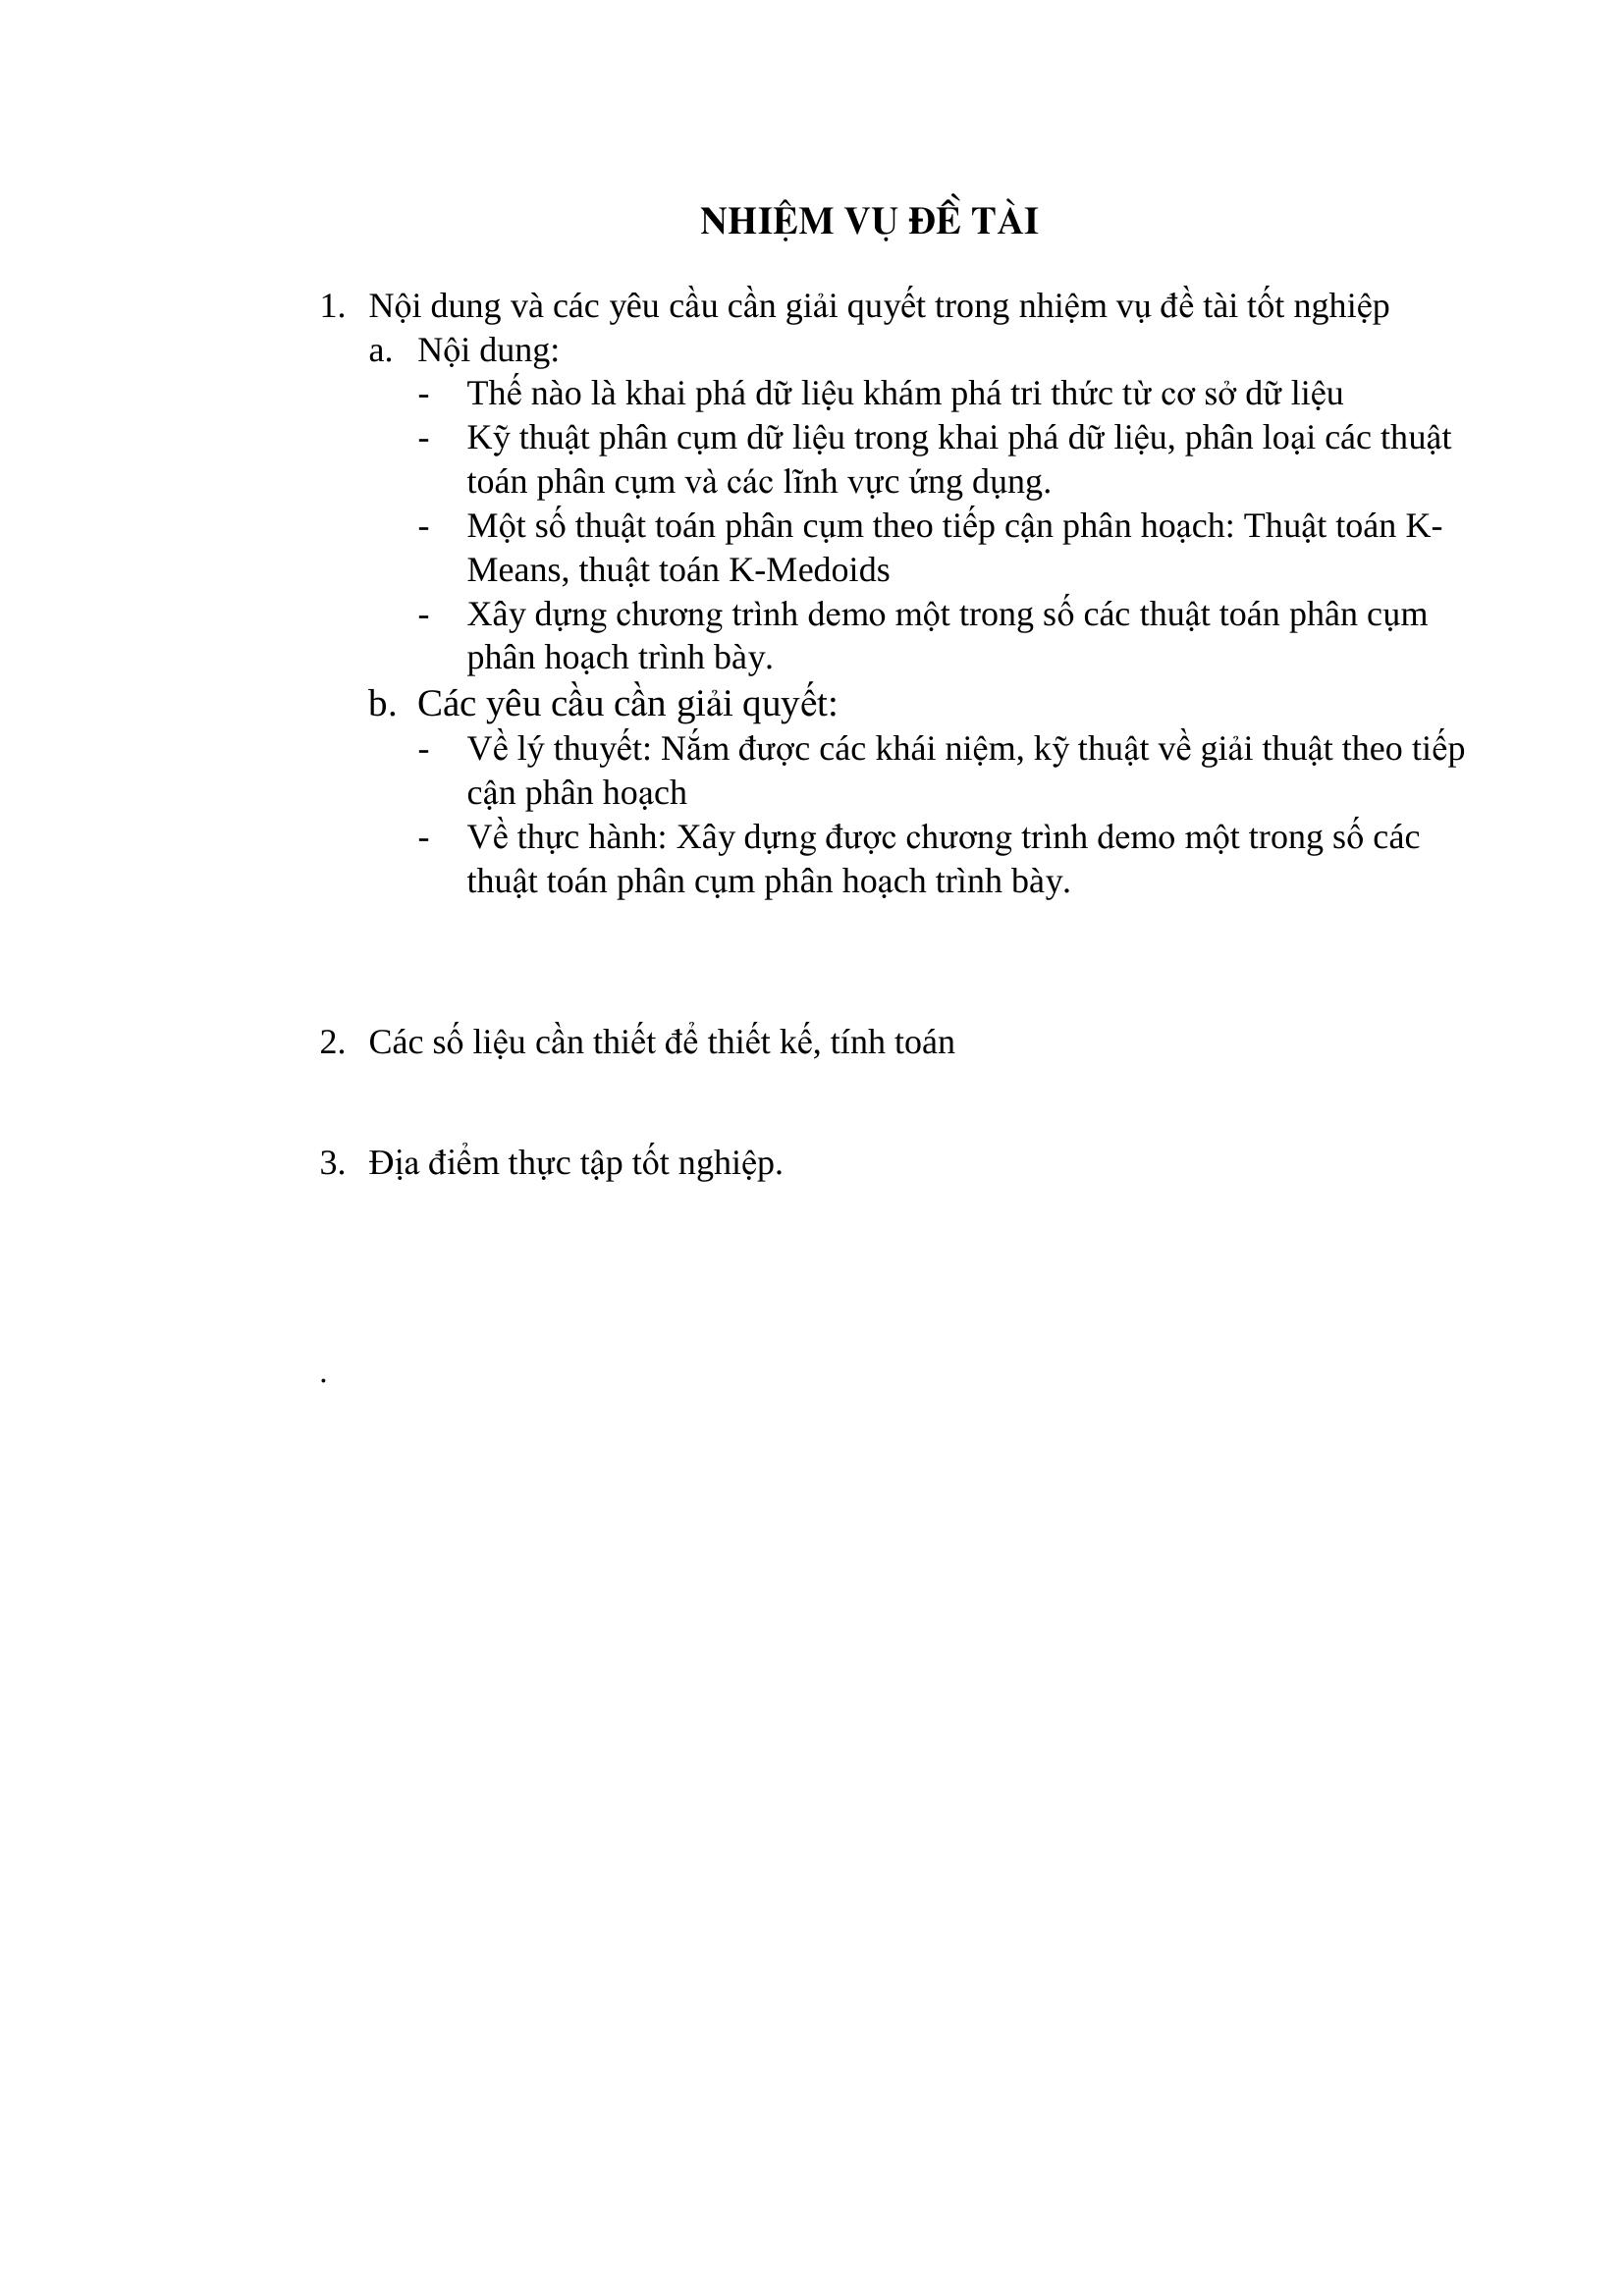 NHIỆM VỤ ĐỀ TÀI
1. Nội dung và các yêu cầu cần giải quyết trong nhiệm vụ đề tài tốt nghiệp
a. Nội dung:
- Thế nào là khai phá dữ liệu khám phá tri thức từ cơ sở dữ liệu
- Kỹ thuật phân cụm dữ liệu trong khai phá dữ liệu, phân loại các thuật
toán phân cụm và các lĩnh vực ứng dụng.
- Một số thuật toán phân cụm theo tiếp cận phân hoạch: Thuật toán K-
Means, thuật toán K-Medoids
- Xây dựng chương trình demo một trong số các thuật toán phân cụm
phân hoạch trình bày.
b. Các yêu cầu cần giải quyết:
- Về lý thuyết: Nắm được các khái niệm, kỹ thuật về giải thuật theo tiếp
cận phân hoạch
- Về thực hành: Xây dựng được chương trình demo một trong số các
thuật toán phân cụm phân hoạch trình bày.
2. Các số liệu cần thiết để thiết kế, tính toán
3. Địa điểm thực tập tốt nghiệp.
.